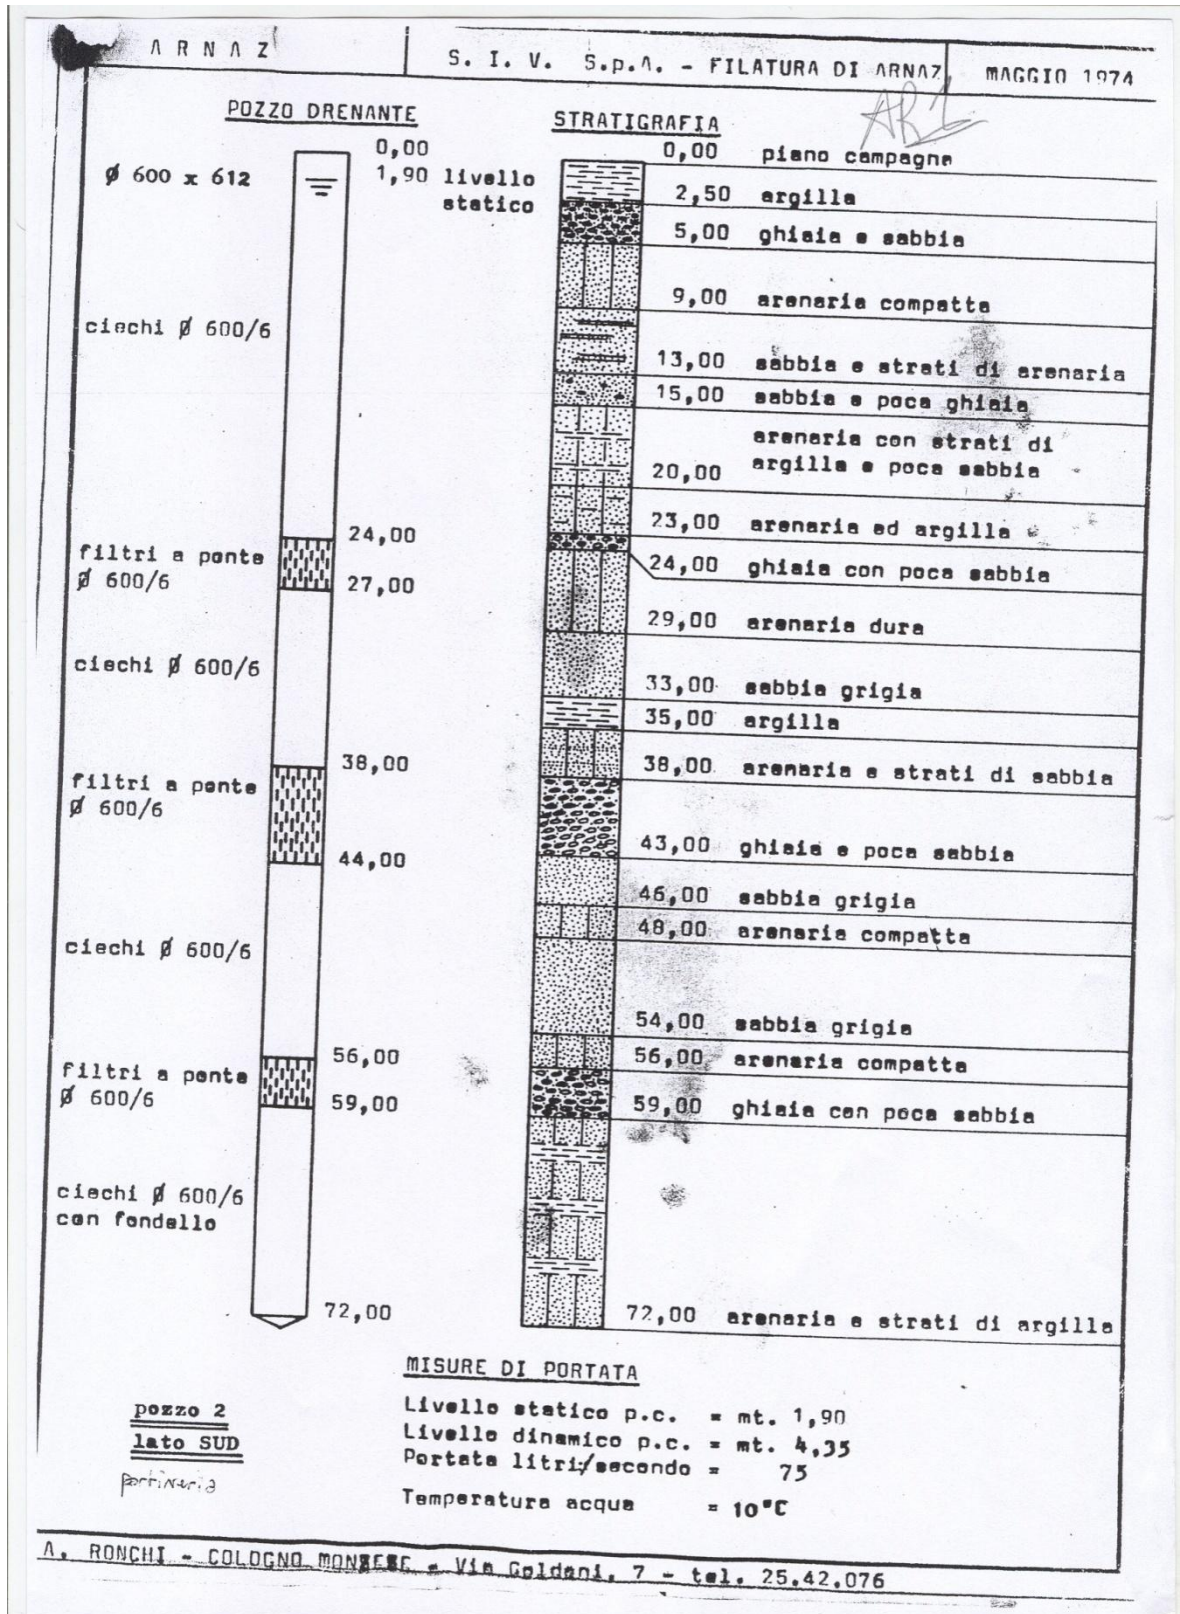 ARNAZ
S. I. V. S.p.A. - FILATURA DI ARNAZ
MAGGIO 1974
AR2
POZZO DRENANTE
0,00
ø 600 x 612
1,90 livello
statico
ciechi ø 600/6
24,00
filtri a ponte
ø 600/6
27,00
ciechi ø 600/6
38,00
filtri a ponte
ø 600/6
44,00
ciechi ø 600/6
56,00
filtri a ponte
ø 600/6
59,00
ciechi ø 600/6
con fondello
72,00
STRATIGRAFIA
0,00 piano campagna
2,50 argilla
5,00 ghiaia e sabbia
9,00 arenaria compatta
13,00 sabbia e strati di arenaria
15,00 sabbia e poca ghiaia
arenaria con strati di
20,00 argilla e poca sabbia
23,00 arenaria ed argilla
24,00 ghiaia con poca sabbia
29,00 arenaria dura
33,00 sabbia grigia
35,00 argilla
38,00 arenaria e strati di sabbia
43,00 ghiaia e poca sabbia
46,00 sabbia grigia
48,00 arenaria compatta
54,00 sabbia grigia
56,00 arenaria compatta
59,00 ghiaia con poca sabbia
72,00 arenaria e strati di argilla
pozzo 2
lato SUD
portineria
MISURE DI PORTATA
Livello statico p.c. = mt. 1,90
Livello dinamico p.c. = mt. 4,35
Portata litri/secondo = 75
Temperatura acqua = 10°C
A. RONCHI - COLOGNO MONZESE - Via Goldoni, 7 - tel. 25.42.076